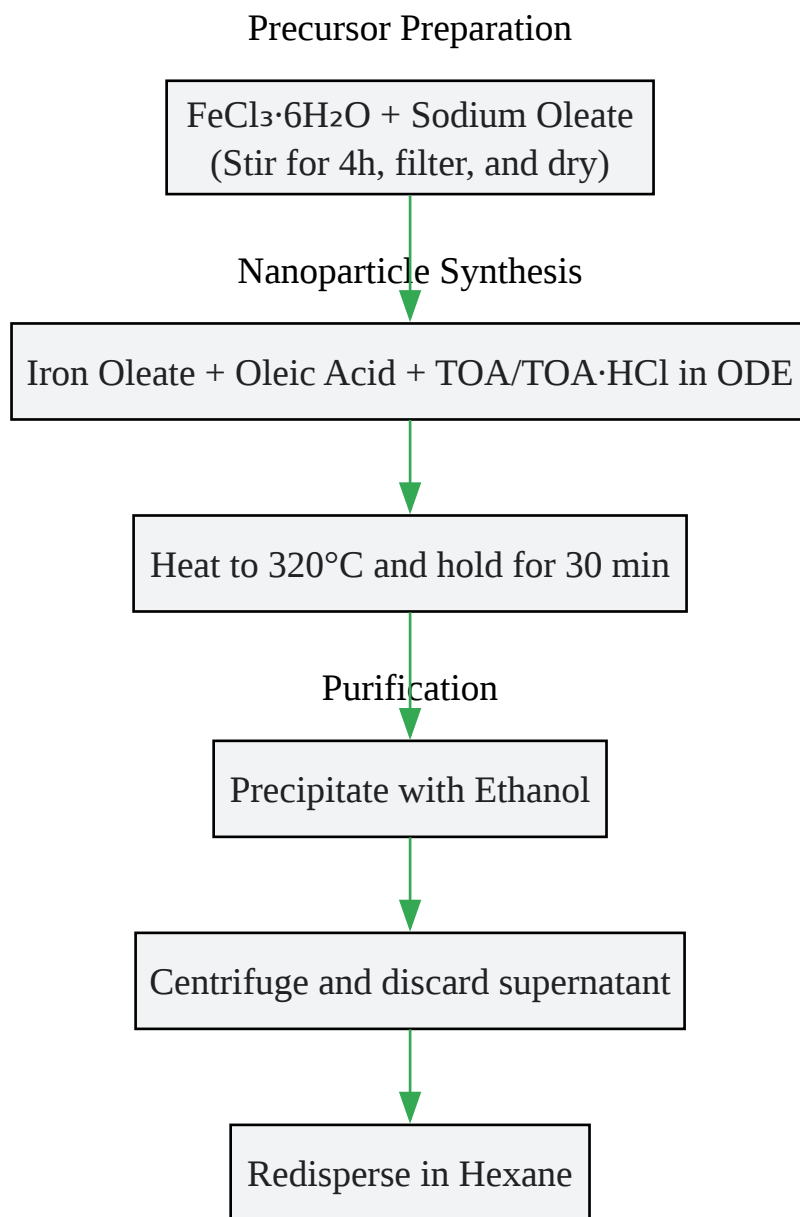 Precursor Preparation
FeCl₃·6H₂O + Sodium Oleate
(Stir for 4h, filter, and dry)
Nanoparticle Synthesis
Iron Oleate + Oleic Acid + TOA/TOA·HCl in ODE
Heat to 320°C and hold for 30 min
Purification
Precipitate with Ethanol
Centrifuge and discard supernatant
Redisperse in Hexane